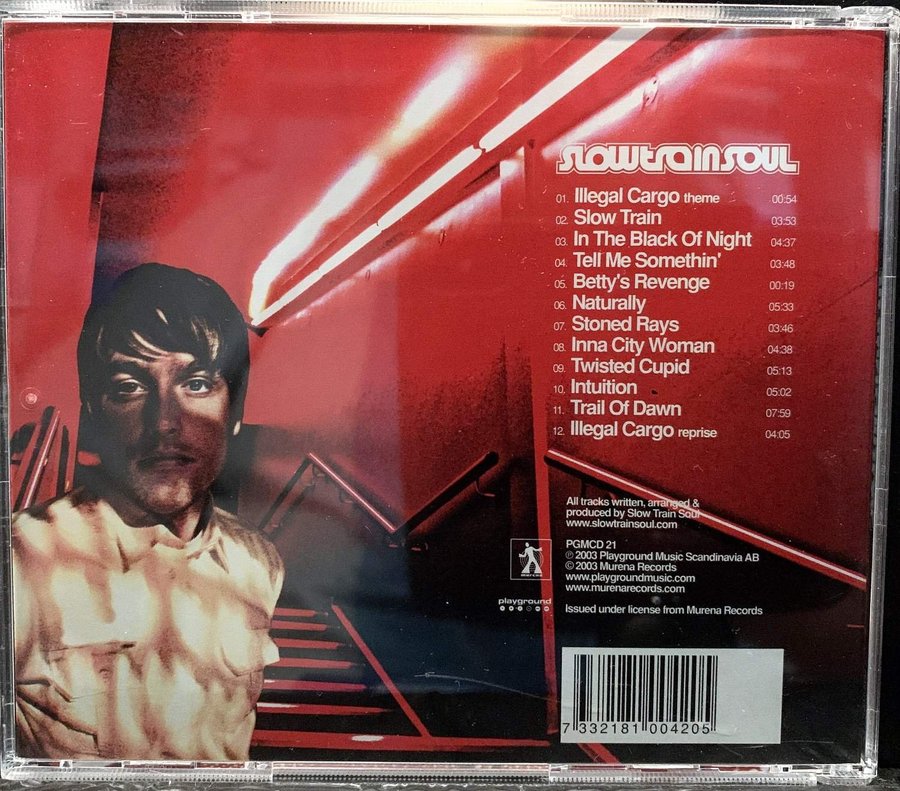 slowtrainsoul
01. Illegal Cargo theme 00:54
02. Slow Train 03:53
03. In The Black Of Night 04:37
04. Tell Me Somethin' 03:48
05. Betty's Revenge 00:19
06. Naturally 05:33
07. Stoned Rays 03:46
08. Inna City Woman 04:38
09. Twisted Cupid 05:13
10. Intuition 05:02
11. Trail Of Dawn 07:59
12. Illegal Cargo reprise 04:05
All tracks written, arranged &
produced by Slow Train Soul
www.slowtrainsoul.com
PGMCD 21
℗ 2003 Playground Music Scandinavia AB
© 2003 Murena Records
www.playgroundmusic.com
www.murenarecords.com
murena
playground
Issued under license from Murena Records
7 332181 004205